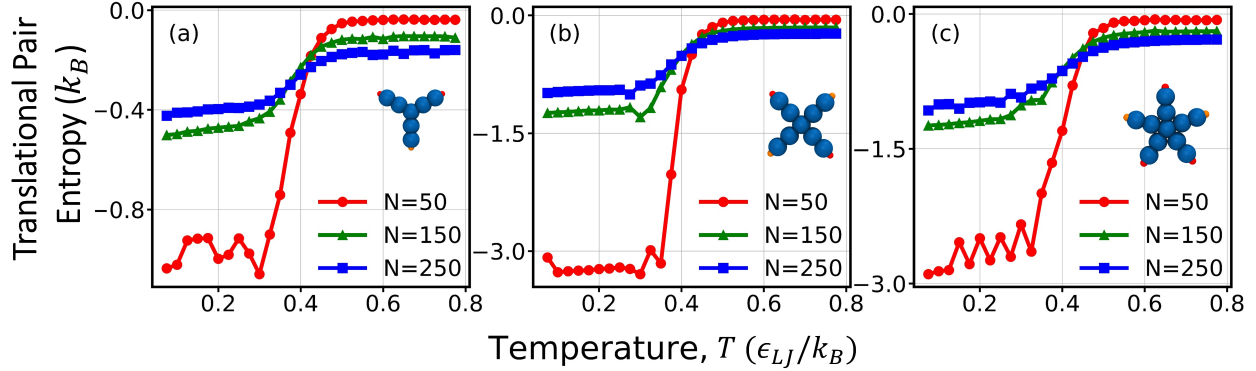 Translational Pair
Entropy (k_B)
(a)
0.0
−0.4
−0.8
N=50
N=150
N=250
0.2 0.4 0.6 0.8
(b)
0.0
−1.5
−3.0
N=50
N=150
N=250
0.2 0.4 0.6 0.8
(c)
0.0
−1.5
−3.0
N=50
N=150
N=250
0.2 0.4 0.6 0.8
Temperature, T (ϵ_LJ/k_B)